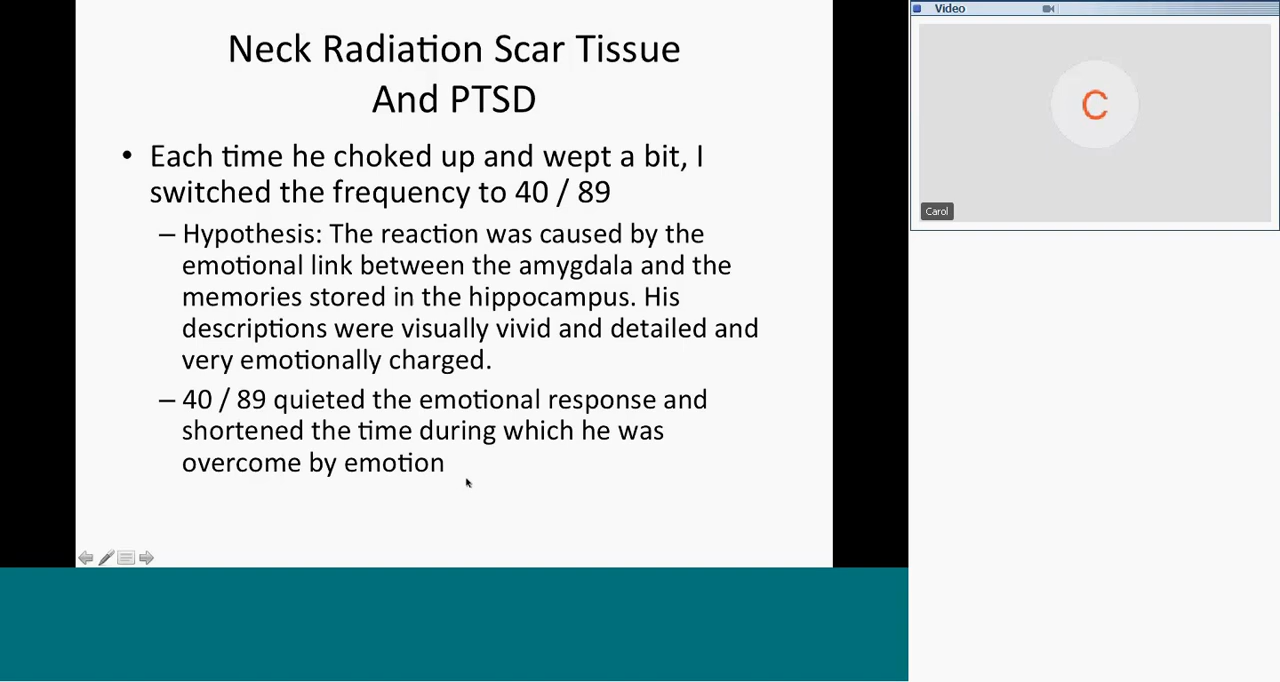 Neck Radiation Scar Tissue
And PTSD
• Each time he choked up and wept a bit, I
switched the frequency to 40 / 89
– Hypothesis: The reaction was caused by the
emotional link between the amygdala and the
memories stored in the hippocampus. His
descriptions were visually vivid and detailed and
very emotionally charged.
– 40 / 89 quieted the emotional response and
shortened the time during which he was
overcome by emotion
Video
C
Carol